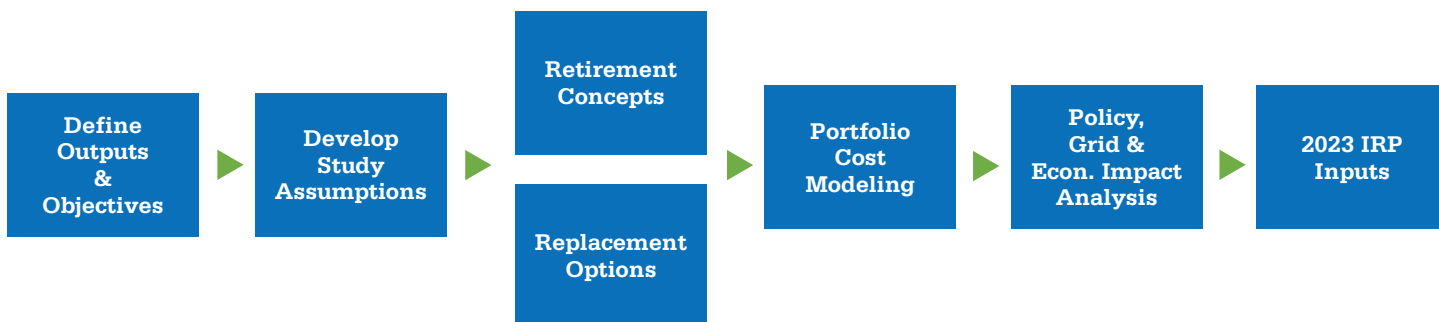 Define
Outputs
&
Objectives
Develop
Study
Assumptions
Retirement
Concepts
Replacement
Options
Portfolio
Cost
Modeling
Policy,
Grid &
Econ. Impact
Analysis
2023 IRP
Inputs